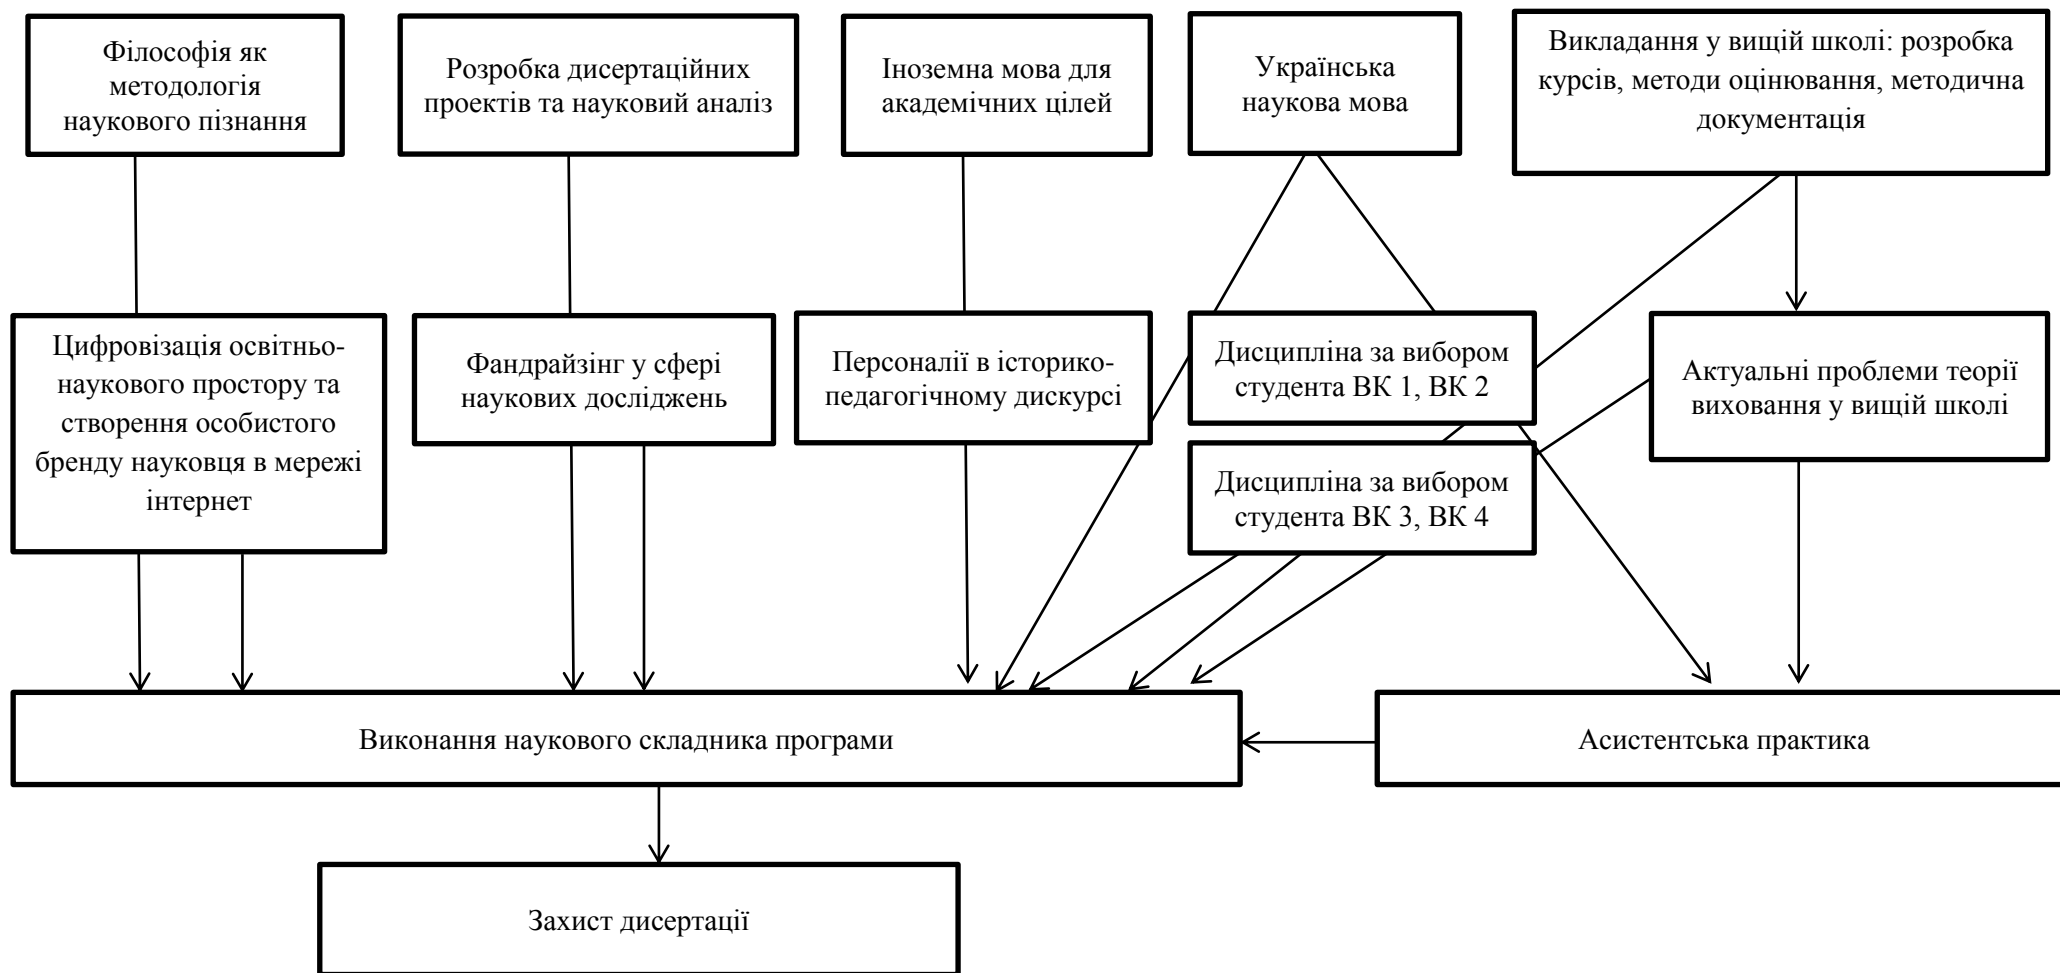 Філософія як
методологія
наукового пізнання
Розробка дисертаційних
проектів та науковий аналіз
Іноземна мова для
академічних цілей
Українська
наукова мова
Викладання у вищій школі: розробка
курсів, методи оцінювання, методична
документація
Цифровізація освітньо-
наукового простору та
створення особистого
бренду науковця в мережі
інтернет
Фандрайзінг у сфері
наукових досліджень
Персоналії в історико-
педагогічному дискурсі
Дисципліна за вибором
студента ВК 1, ВК 2
Дисципліна за вибором
студента ВК 3, ВК 4
Актуальні проблеми теорії
виховання у вищій школі
Виконання наукового складника програми
Асистентська практика
Захист дисертації